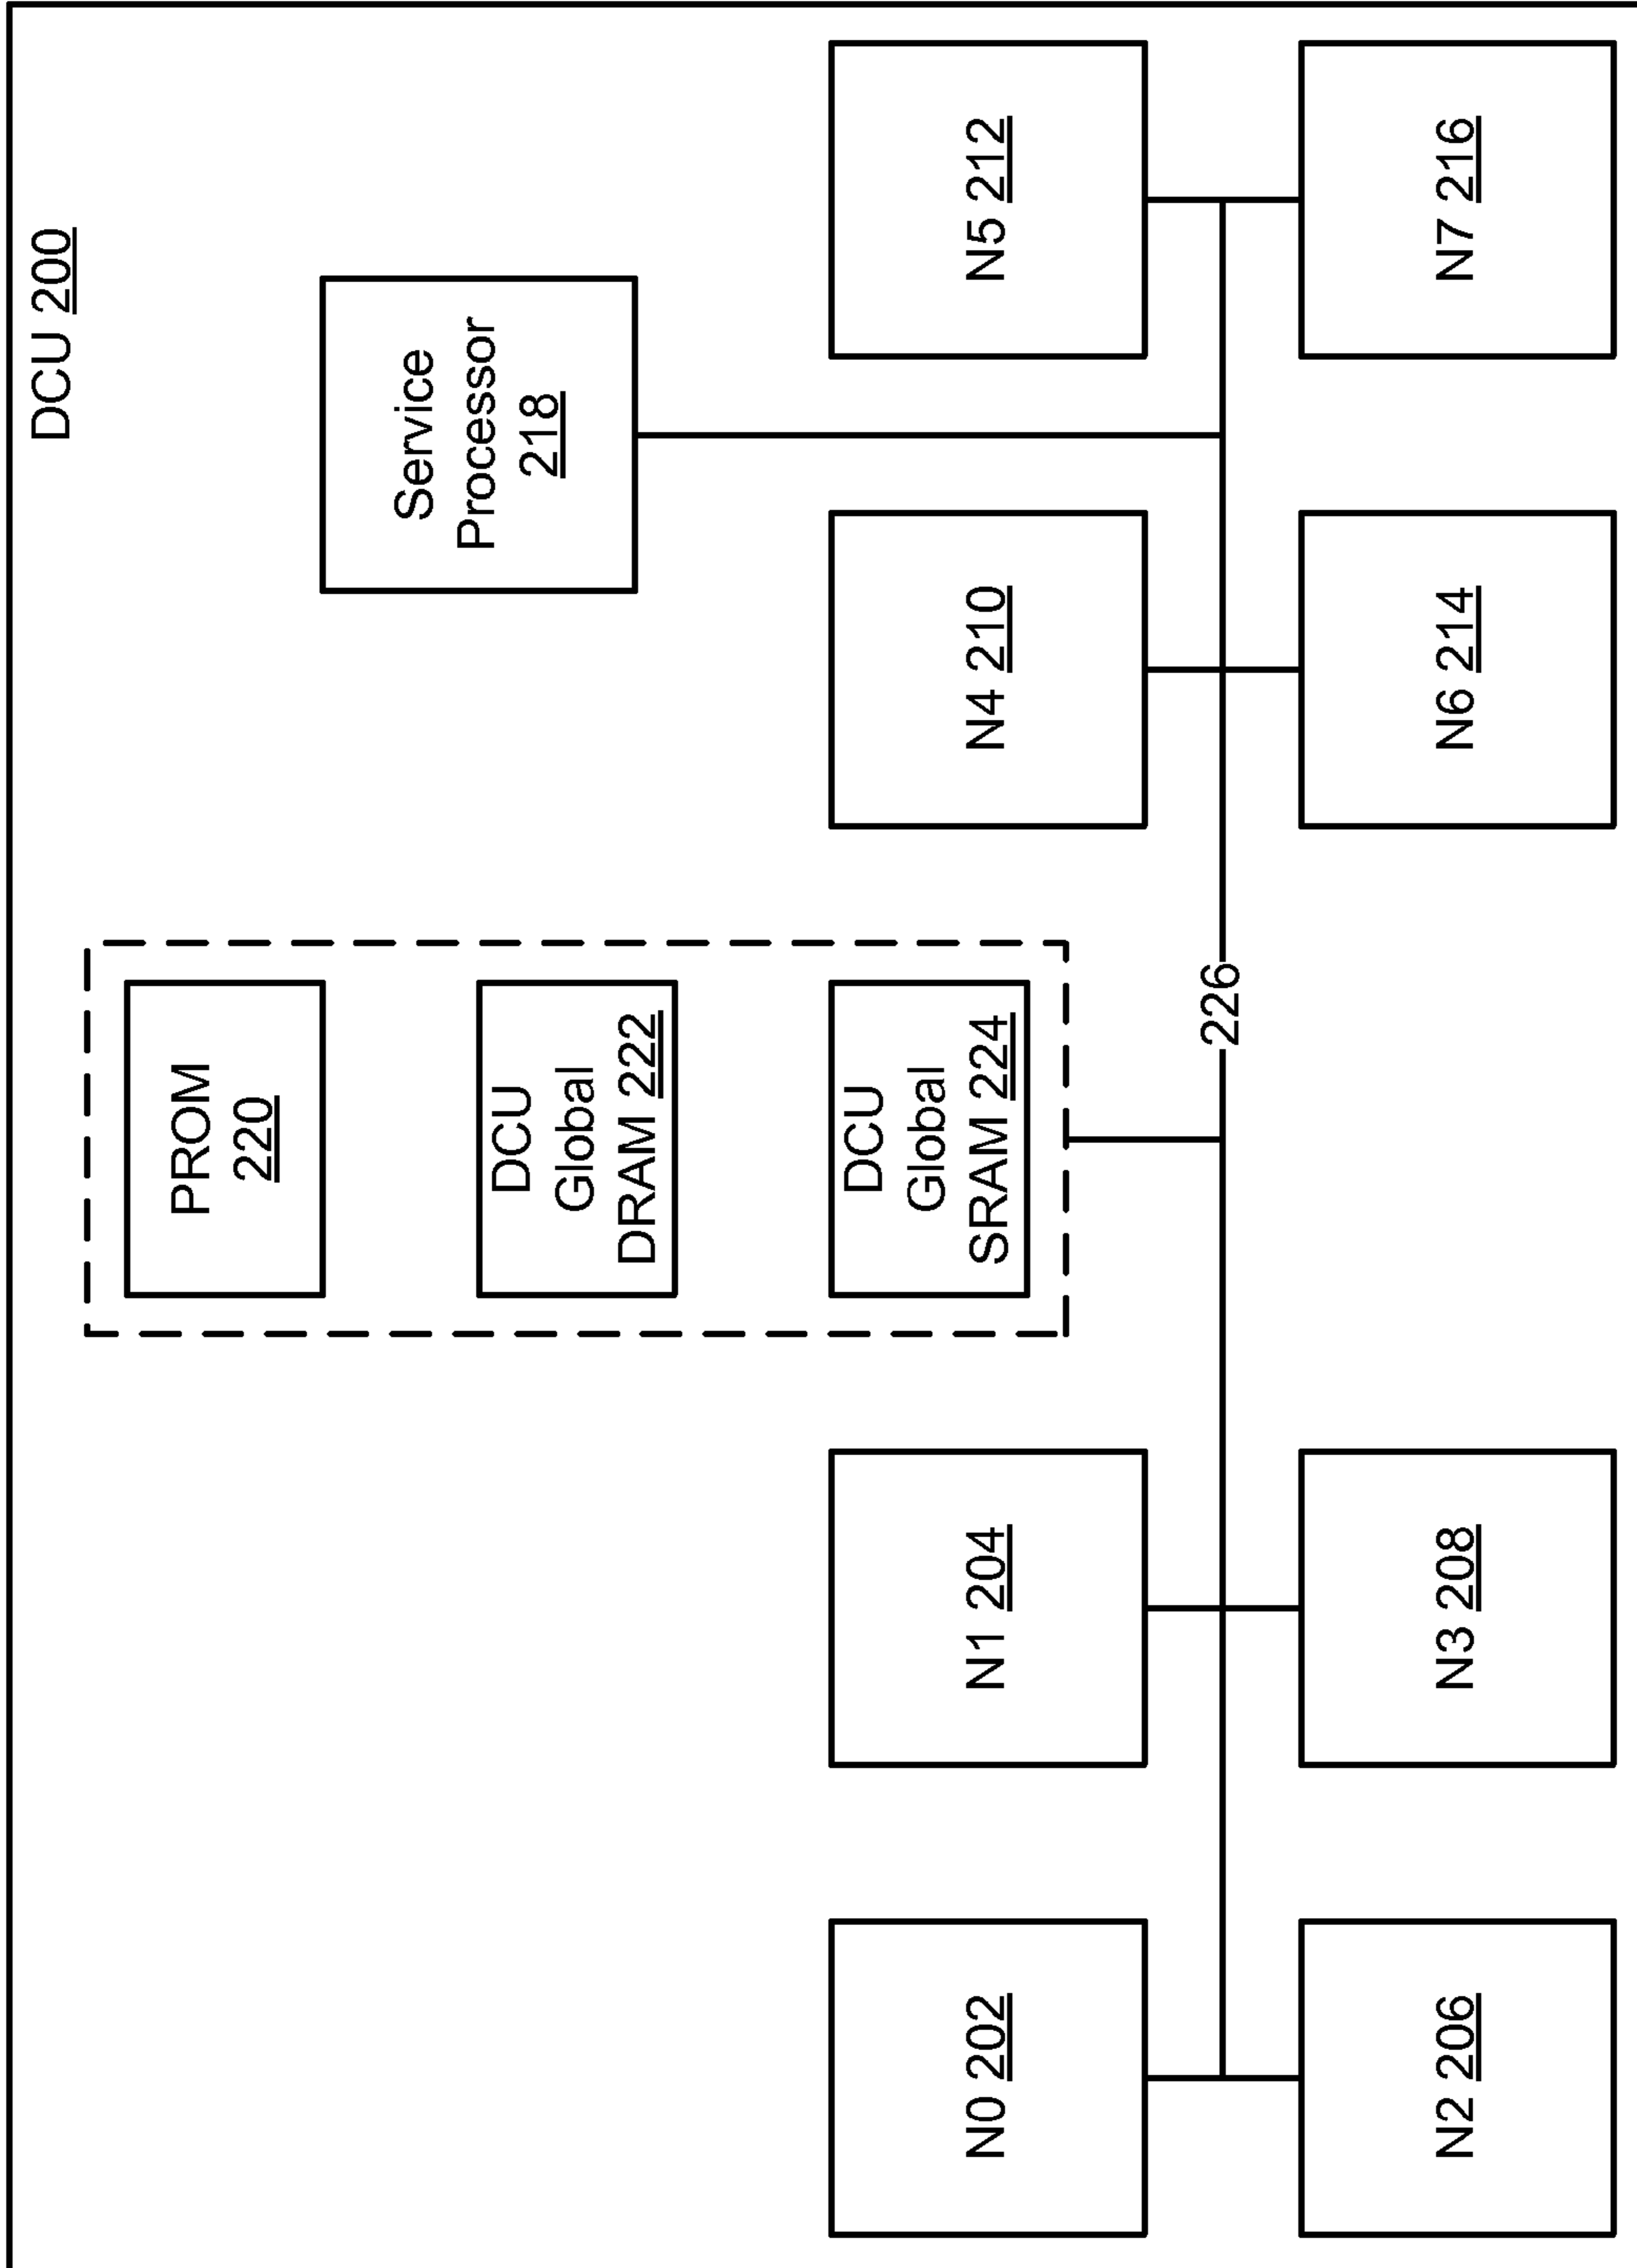 DCU 200
PROM
220
Service
Processor
218
DCU
Global
DRAM 222
DCU
Global
SRAM 224
N0 202
N1 204
N4 210
N5 212
226
N2 206
N3 208
N6 214
N7 216